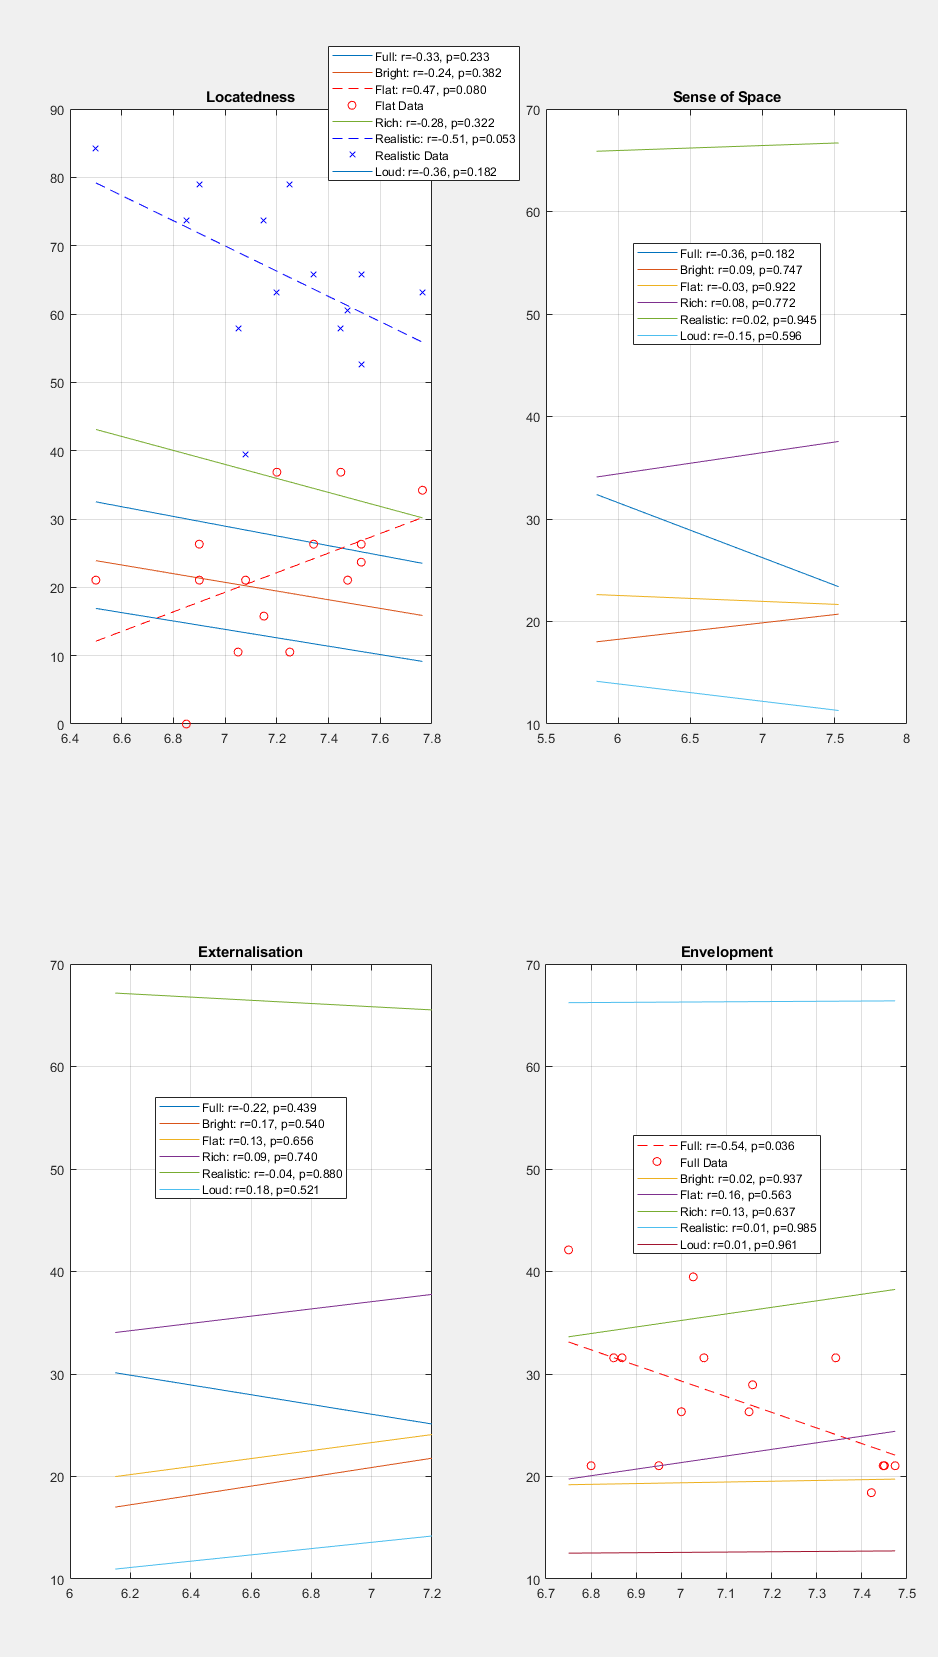 Locatedness
Full: r=-0.33, p=0.233
Bright: r=-0.24, p=0.382
Flat: r=0.47, p=0.080
Flat Data
Rich: r=-0.28, p=0.322
Realistic: r=-0.51, p=0.053
Realistic Data
Loud: r=-0.36, p=0.182
90
80
70
60
50
40
30
20
10
0
6.4 6.6 6.8 7 7.2 7.4 7.6 7.8
Sense of Space
70
60
50
40
30
20
10
Full: r=-0.36, p=0.182
Bright: r=0.09, p=0.747
Flat: r=-0.03, p=0.922
Rich: r=0.08, p=0.772
Realistic: r=0.02, p=0.945
Loud: r=-0.15, p=0.596
5.5 6 6.5 7 7.5 8
Externalisation
70
60
50
40
30
20
10
Full: r=-0.22, p=0.439
Bright: r=0.17, p=0.540
Flat: r=0.13, p=0.656
Rich: r=0.09, p=0.740
Realistic: r=-0.04, p=0.880
Loud: r=0.18, p=0.521
6 6.2 6.4 6.6 6.8 7 7.2
Envelopment
70
60
50
40
30
20
10
Full: r=-0.54, p=0.036
Full Data
Bright: r=0.02, p=0.937
Flat: r=0.16, p=0.563
Rich: r=0.13, p=0.637
Realistic: r=0.01, p=0.985
Loud: r=0.01, p=0.961
6.7 6.8 6.9 7 7.1 7.2 7.3 7.4 7.5